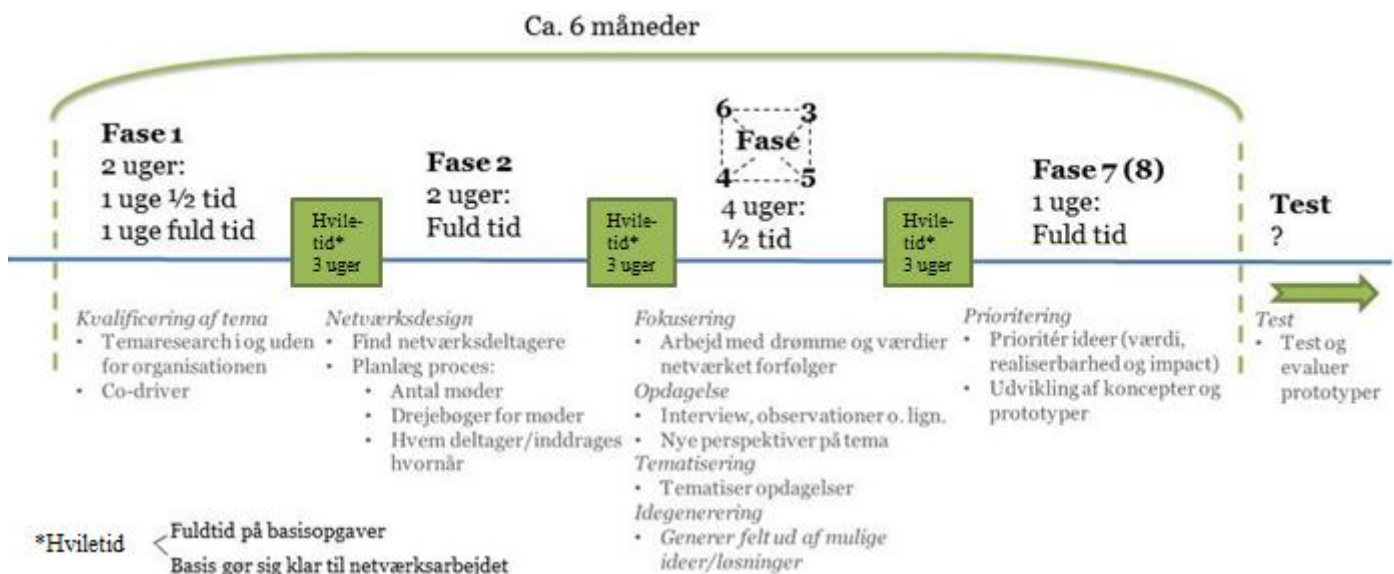 Ca. 6 måneder
Fase 1
2 uger:
1 uge ½ tid
1 uge fuld tid
Hvile-
tid*
3 uger
Fase 2
2 uger:
Fuld tid
Hvile-
tid*
3 uger
6 3
Fase
4 5
4 uger:
½ tid
Hvile-
tid*
3 uger
Fase 7 (8)
1 uge:
Fuld tid
Test
?
Kvalificering af tema
• Temaresearch i og uden
for organisationen
• Co-driver
Netværksdesign
• Find netværksdeltagere
• Planlæg proces:
• Antal møder
• Drejebøger for møder
• Hvem deltager/inddrages
hvornår
Fokusering
• Arbejd med drømme og værdier
netværket forfølger
Opdagelse
• Interview, observationer o. lign.
• Nye perspektiver på tema
Tematisering
• Tematiser opdagelser
Idegenerering
• Generer felt ud af mulige
ideer/løsninger
Prioritering
• Prioritér ideer (værdi,
realiserbarhed og impact)
• Udvikling af koncepter og
prototyper
Test
• Test og
evaluer
prototyper
*Hviletid
Fuldtid på basisopgaver
Basis gør sig klar til netværksarbejdet